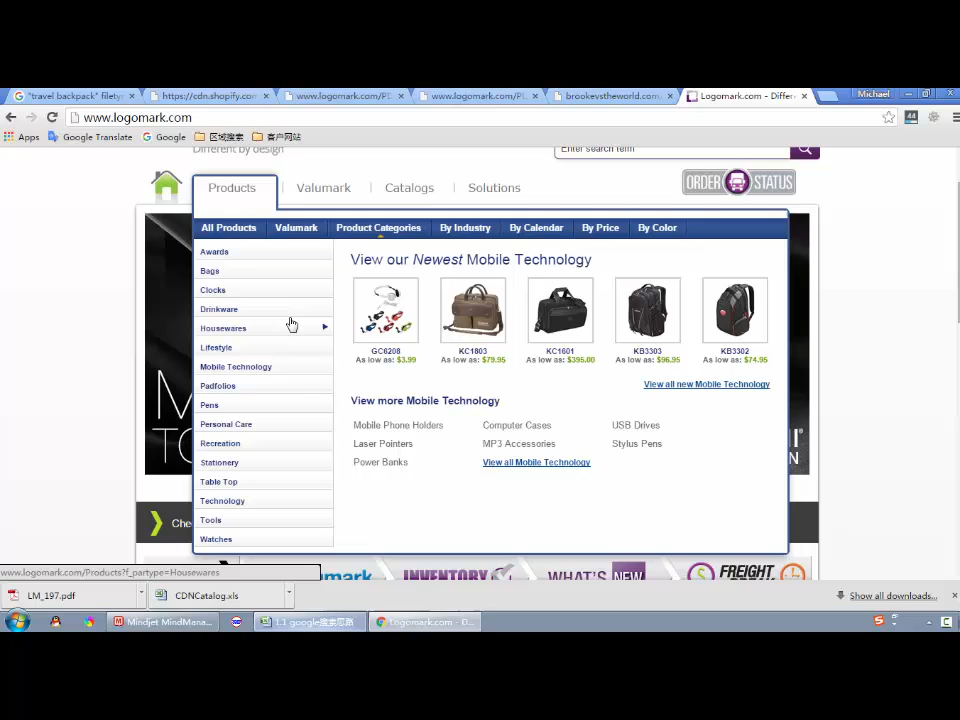 "travel backpack" filety
https://cdn.shopify.com/
www.logomark.com/PD
www.logomark.com/PL
brookevstheworld.com/
Logomark.com - Differe
Michael
www.logomark.com
44
Apps
Google Translate
Google
区域搜索
客户网站
Different by design
Enter search term
Products
Valumark
Catalogs
Solutions
ORDER STATUS
All Products
Valumark
Product Categories
By Industry
By Calendar
By Price
By Color
Awards
Bags
Clocks
Drinkware
Housewares
Lifestyle
Mobile Technology
Padfolios
Pens
Personal Care
Recreation
Stationery
Table Top
Technology
Tools
Watches
View our Newest Mobile Technology
GC6208
As low as: $3.99
KC1803
As low as: $79.95
KC1601
As low as: $395.00
KB3303
As low as: $96.95
KB3302
As low as: $74.95
View all new Mobile Technology
View more Mobile Technology
Mobile Phone Holders
Computer Cases
USB Drives
Laser Pointers
MP3 Accessories
Stylus Pens
Power Banks
View all Mobile Technology
M
TO
N
Che
www.logomark.com/Products?f_partype=Housewares
mark
INVENTORY
WHAT'S NEW
FREIGHT
LM_197.pdf
CDNCatalog.xls
Show all downloads...
Mindjet MindMana...
1.1 google搜索思路
Logomark.com - D...